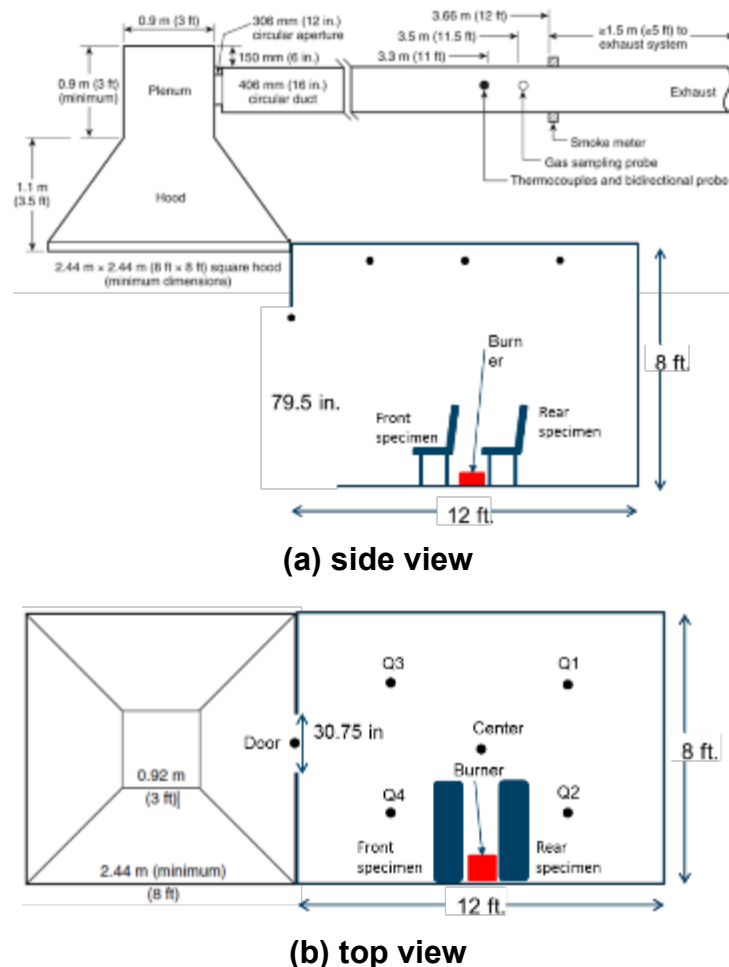 0.9 m (3 ft)
306 mm (12 in.)
circular aperture
150 mm (6 in.)
3.66 m (12 ft)
3.5 m (11.5 ft)
3.3 m (11 ft)
≥1.5 m (≥5 ft) to
exhaust system
0.9 m (3 ft)
(minimum)
Plenum
406 mm (16 in.)
circular duct
Exhaust
Smoke meter
Gas sampling probe
Thermocouples and bidirectional probe
1.1 m
(3.5 ft)
Hood
2.44 m × 2.44 m (8 ft × 8 ft) square hood
(minimum dimensions)
Burn
er
8 ft.
79.5 in.
Front
specimen
Rear
specimen
12 ft.
(a) side view
Q3
Q1
Door
30.75 in
Center
Burner
8 ft.
0.92 m
(3 ft)
Q4
Q2
Front
specimen
Rear
specimen
2.44 m (minimum)
(8 ft)
12 ft.
(b) top view